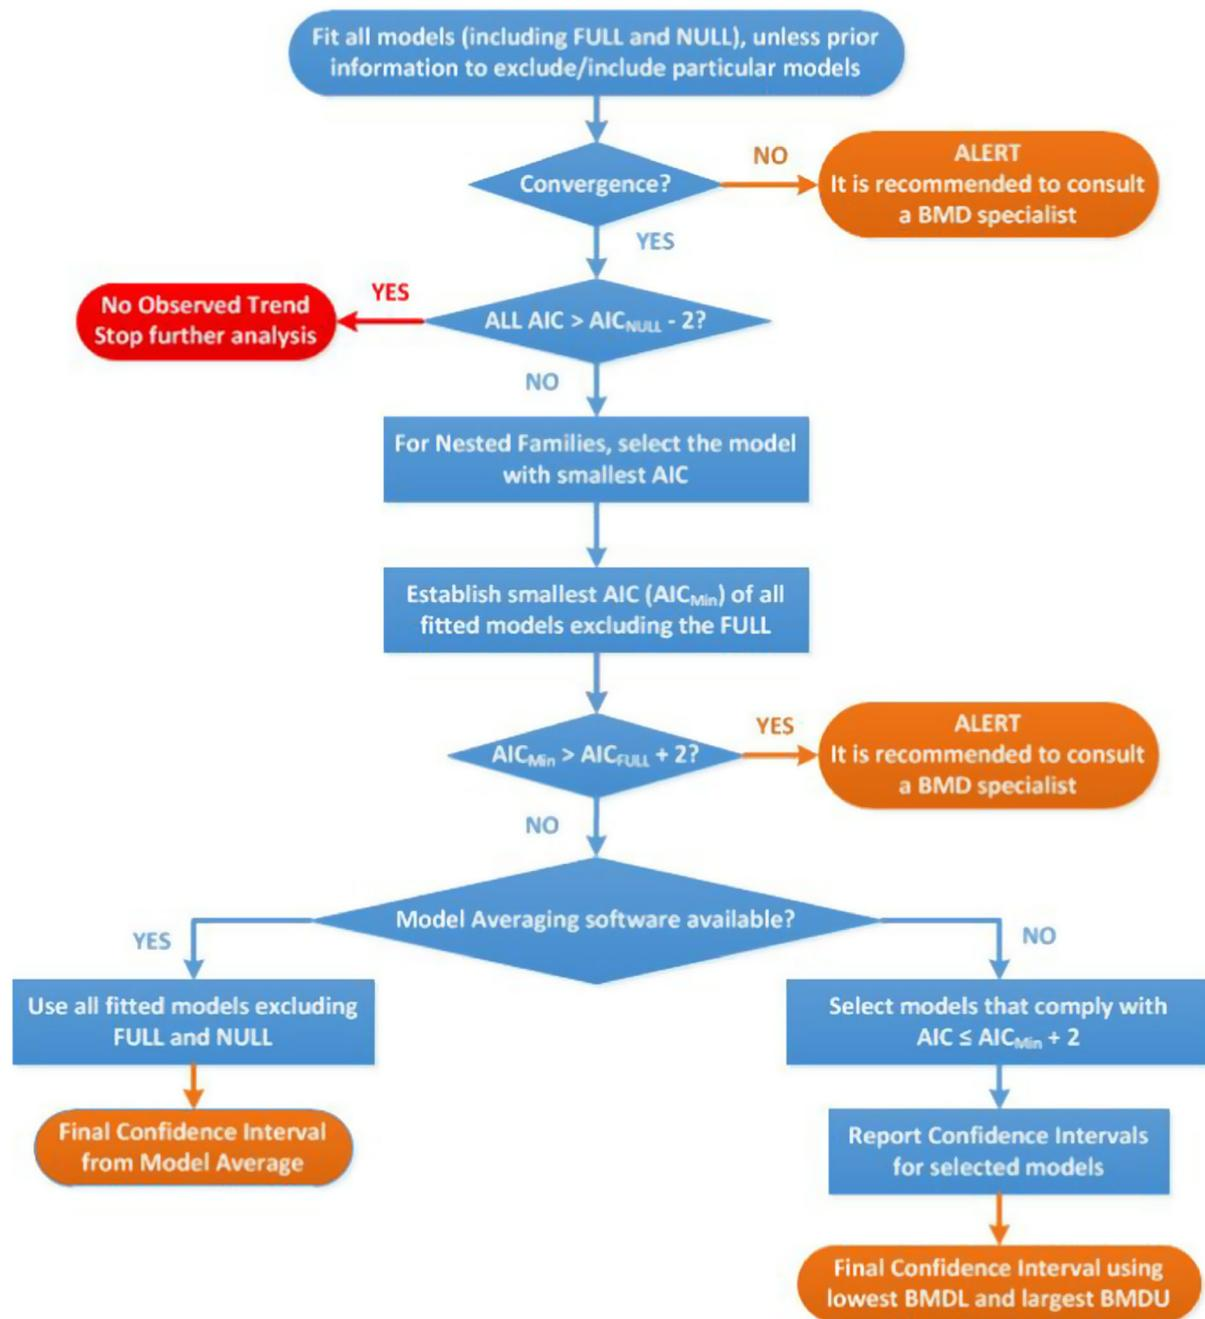 Fit all models (including FULL and NULL), unless prior
information to exclude/include particular models
Convergence?
NO
ALERT
It is recommended to consult
a BMD specialist
YES
ALL AIC > AIC_NULL - 2?
YES
No Observed Trend
Stop further analysis
NO
For Nested Families, select the model
with smallest AIC
Establish smallest AIC (AIC_Min) of all
fitted models excluding the FULL
AIC_Min > AIC_FULL + 2?
YES
ALERT
It is recommended to consult
a BMD specialist
NO
Model Averaging software available?
YES
Use all fitted models excluding
FULL and NULL
Final Confidence Interval
from Model Average
NO
Select models that comply with
AIC ≤ AIC_Min + 2
Report Confidence Intervals
for selected models
Final Confidence Interval using
lowest BMDL and largest BMDU